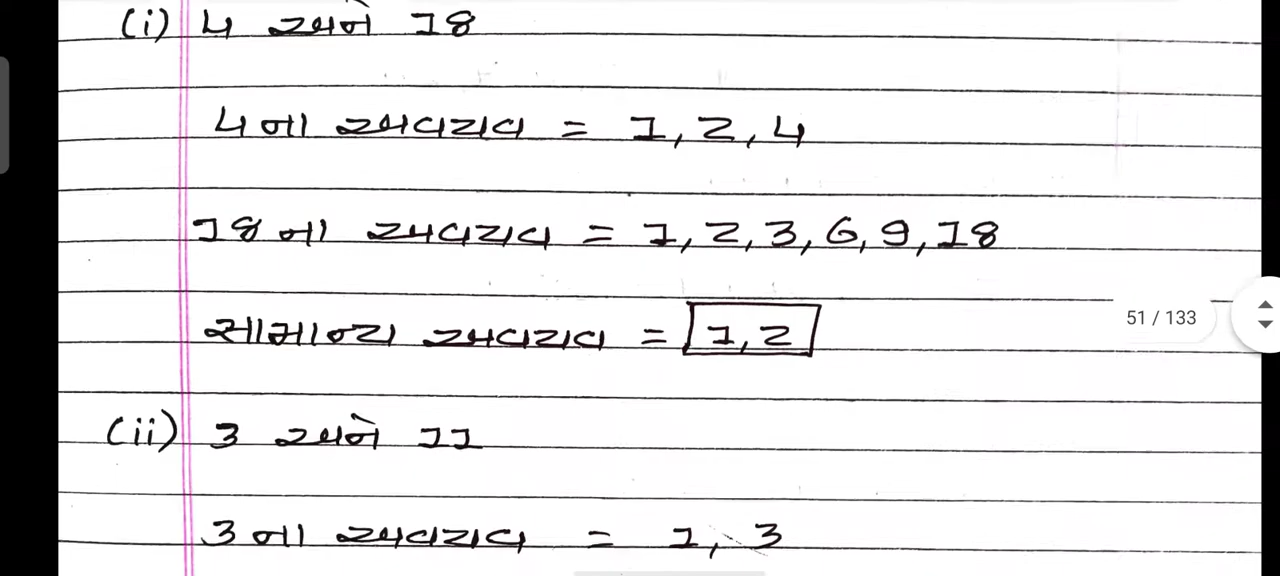 (i) 4 અને 18
4ના અવયવ = 1, 2, 4
18ના અવયવ = 1, 2, 3, 6, 9, 18
સામાન્ય અવયવ = 1, 2
51 / 133
(ii) 3 અને 11
3ના અવયવ = 1, 3